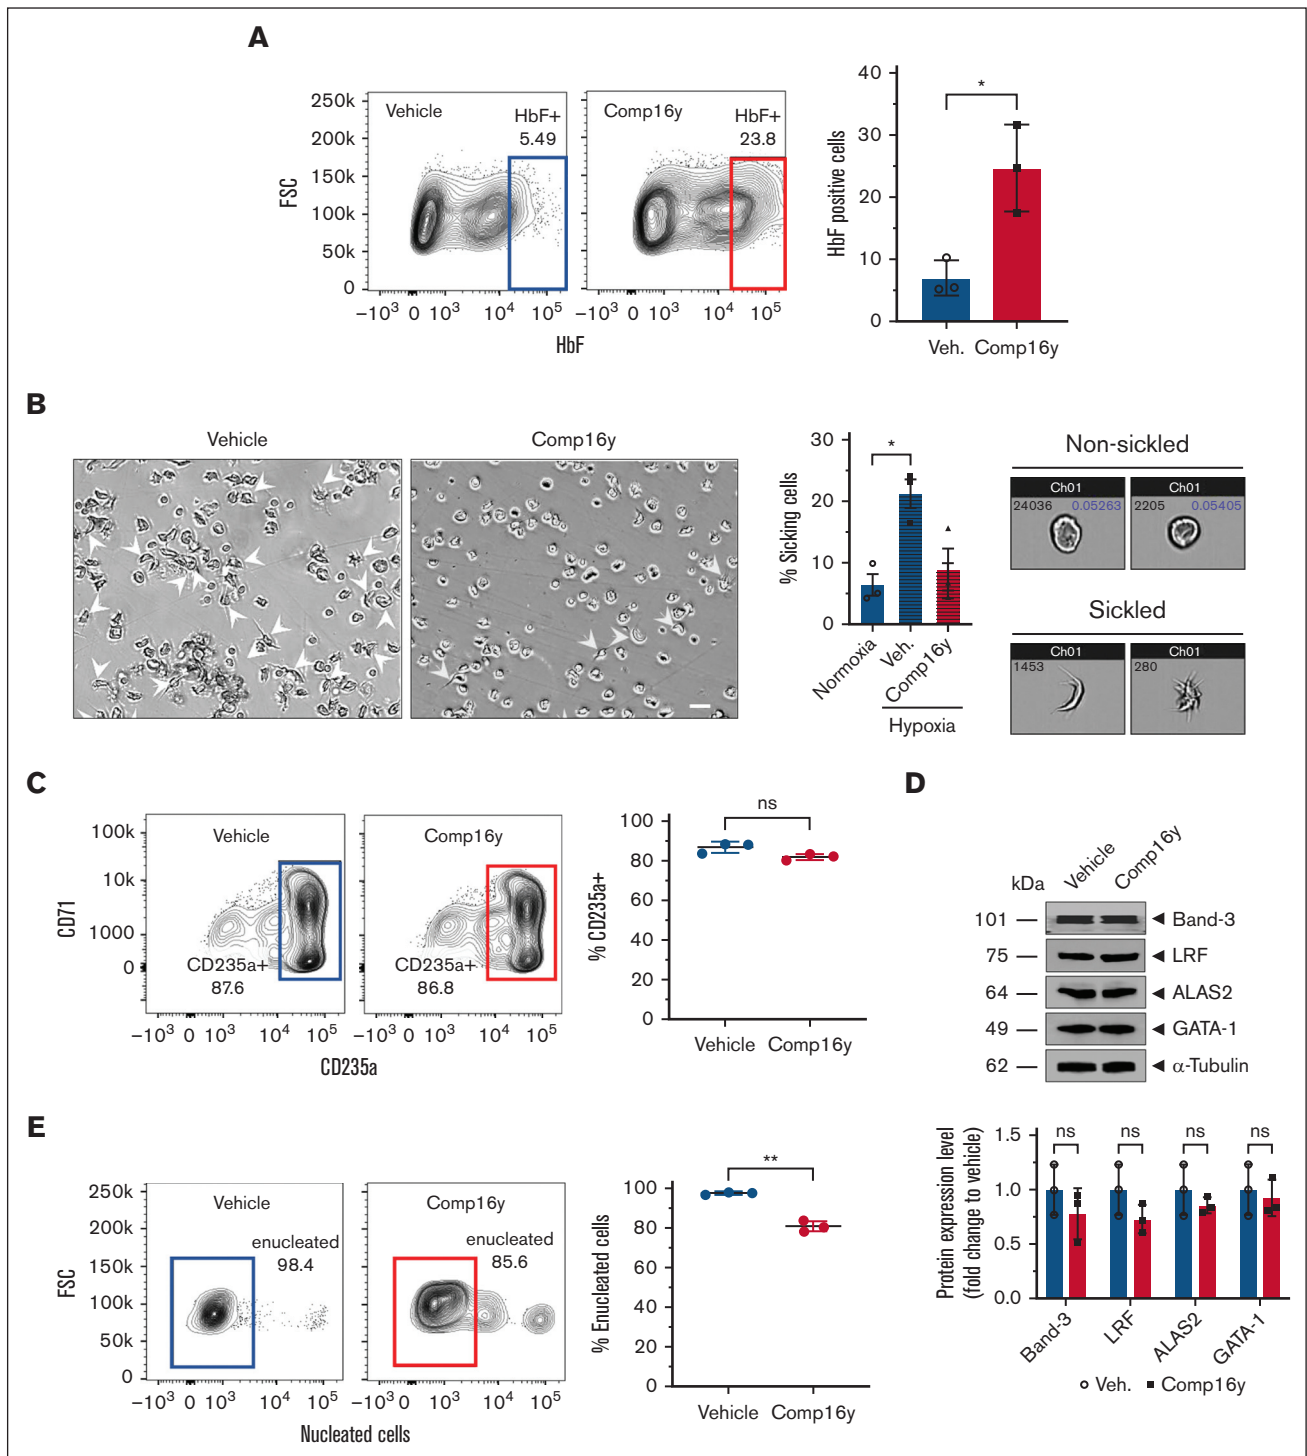 A
Vehicle
HbF+
5.49
Comp16y
HbF+
23.8
FSC
250k
200k
150k
100k
50k
0
−10³ 0 10³ 10⁴ 10⁵
−10³ 0 10³ 10⁴ 10⁵
HbF
HbF positive cells
40
30
20
10
0
*
Veh. Comp16y
B
Vehicle
Comp16y
% Sicking cells
30
20
10
0
*
Normoxia
Veh.
Comp16y
Hypoxia
Non-sickled
Ch01
24036 0.05263
Ch01
2205 0.05405
Sickled
Ch01
1453
Ch01
280
C
CD71
100k
10k
1000
0
Vehicle
CD235a+
87.6
Comp16y
CD235a+
86.8
−10³ 0 10³ 10⁴ 10⁵
−10³ 0 10³ 10⁴ 10⁵
CD235a
% CD235a+
100
80
60
40
20
0
ns
Vehicle Comp16y
D
kDa
Vehicle
Comp16y
101 Band-3
75 LRF
64 ALAS2
49 GATA-1
62 α-Tubulin
Protein expression level
(fold change to vehicle)
1.5
1.0
0.5
0.0
ns ns ns ns
Band-3
LRF
ALAS2
GATA-1
Veh. Comp16y
E
FSC
250k
200k
150k
100k
50k
0
Vehicle
enucleated
98.4
Comp16y
enucleated
85.6
−10³ 0 10³ 10⁴ 10⁵
−10³ 0 10³ 10⁴ 10⁵
Nucleated cells
% Enucleated cells
100
80
60
40
20
0
**
Vehicle Comp16y